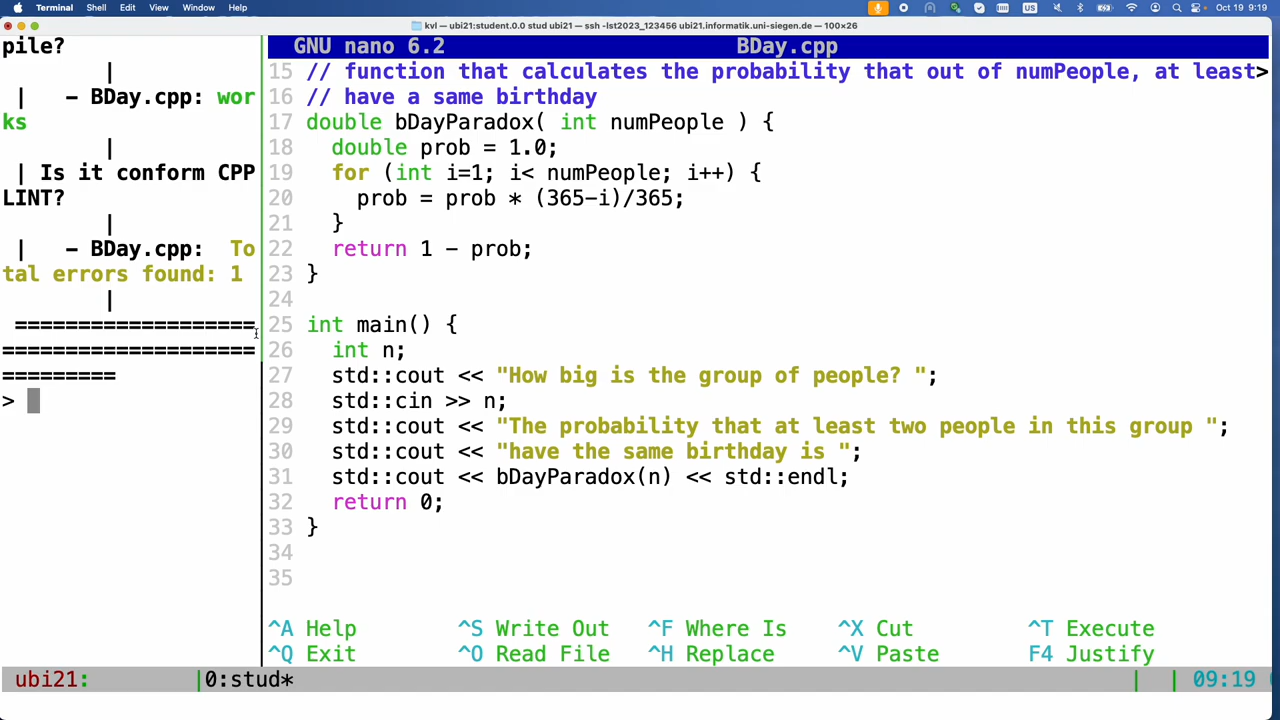 Terminal Shell Edit View Window Help US Oct 19 9:19
kvl — ubi21:student.0.0 stud ubi21 — ssh -lst2023_123456 ubi21.informatik.uni-siegen.de — 100×26
pile?
|
| - BDay.cpp: wor
ks
|
| Is it conform CPP
LINT?
|
| - BDay.cpp: To
tal errors found: 1
|
===================
====================
=========
>
GNU nano 6.2 BDay.cpp
15 // function that calculates the probability that out of numPeople, at least>
16 // have a same birthday
17 double bDayParadox( int numPeople ) {
18 double prob = 1.0;
19 for (int i=1; i< numPeople; i++) {
20 prob = prob * (365-i)/365;
21 }
22 return 1 - prob;
23 }
24
25 int main() {
26 int n;
27 std::cout << "How big is the group of people? ";
28 std::cin >> n;
29 std::cout << "The probability that at least two people in this group ";
30 std::cout << "have the same birthday is ";
31 std::cout << bDayParadox(n) << std::endl;
32 return 0;
33 }
34
35
^A Help ^S Write Out ^F Where Is ^X Cut ^T Execute
^Q Exit ^O Read File ^H Replace ^V Paste F4 Justify
ubi21: |0:stud* | | 09:19